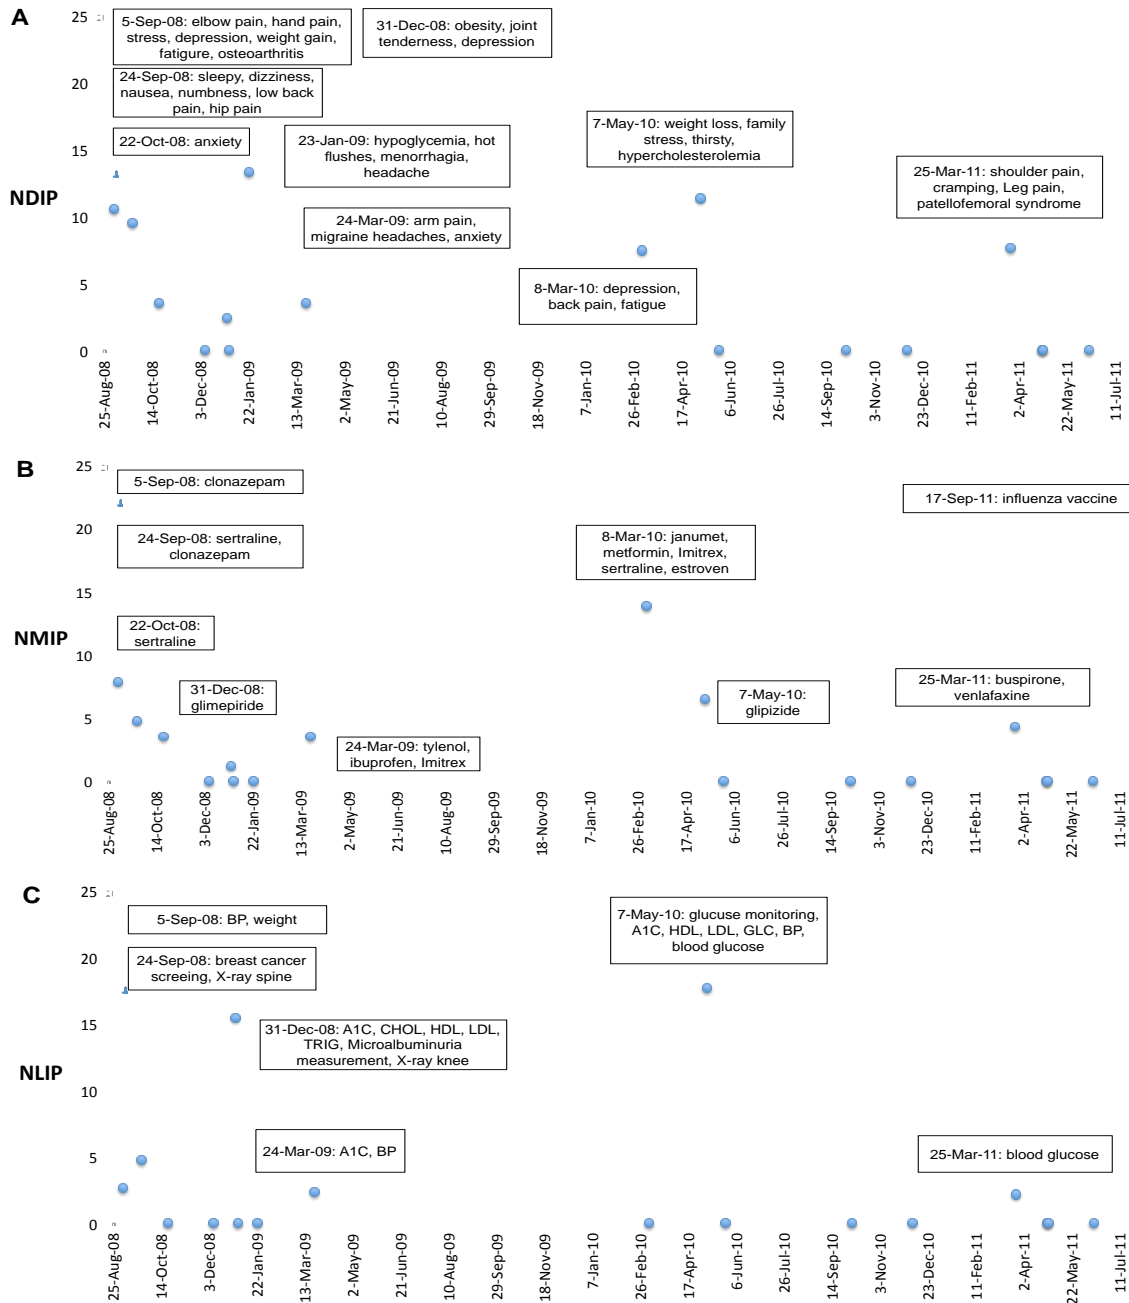 A
25
5-Sep-08: elbow pain, hand pain,
stress, depression, weight gain,
fatigure, osteoarthritis
31-Dec-08: obesity, joint
tenderness, depression
24-Sep-08: sleepy, dizziness,
nausea, numbness, low back
pain, hip pain
20
22-Oct-08: anxiety
23-Jan-09: hypoglycemia, hot
flushes, menorrhagia,
headache
7-May-10: weight loss, family
stress, thirsty,
hypercholesterolemia
15
25-Mar-11: shoulder pain,
cramping, Leg pain,
patellofemoral syndrome
NDIP
10
24-Mar-09: arm pain,
migraine headaches, anxiety
8-Mar-10: depression,
back pain, fatigue
5
0
25-Aug-08
14-Oct-08
3-Dec-08
22-Jan-09
13-Mar-09
2-May-09
21-Jun-09
10-Aug-09
29-Sep-09
18-Nov-09
7-Jan-10
26-Feb-10
17-Apr-10
6-Jun-10
26-Jul-10
14-Sep-10
3-Nov-10
23-Dec-10
11-Feb-11
2-Apr-11
22-May-11
11-Jul-11
B
25
5-Sep-08: clonazepam
17-Sep-11: influenza vaccine
20
24-Sep-08: sertraline,
clonazepam
8-Mar-10: janumet,
metformin, Imitrex,
sertraline, estroven
15
22-Oct-08:
sertraline
NMIP
10
31-Dec-08:
glimepiride
7-May-10:
glipizide
25-Mar-11: buspirone,
venlafaxine
5
24-Mar-09: tylenol,
ibuprofen, Imitrex
0
25-Aug-08
14-Oct-08
3-Dec-08
22-Jan-09
13-Mar-09
2-May-09
21-Jun-09
10-Aug-09
29-Sep-09
18-Nov-09
7-Jan-10
26-Feb-10
17-Apr-10
6-Jun-10
26-Jul-10
14-Sep-10
3-Nov-10
23-Dec-10
11-Feb-11
2-Apr-11
22-May-11
11-Jul-11
C
25
5-Sep-08: BP, weight
7-May-10: glucuse monitoring,
A1C, HDL, LDL, GLC, BP,
blood glucose
20
24-Sep-08: breast cancer
screeing, X-ray spine
15
31-Dec-08: A1C, CHOL, HDL, LDL,
TRIG, Microalbuminuria
measurement, X-ray knee
NLIP
10
24-Mar-09: A1C, BP
25-Mar-11: blood glucose
5
0
25-Aug-08
14-Oct-08
3-Dec-08
22-Jan-09
13-Mar-09
2-May-09
21-Jun-09
10-Aug-09
29-Sep-09
18-Nov-09
7-Jan-10
26-Feb-10
17-Apr-10
6-Jun-10
26-Jul-10
14-Sep-10
3-Nov-10
23-Dec-10
11-Feb-11
2-Apr-11
22-May-11
11-Jul-11